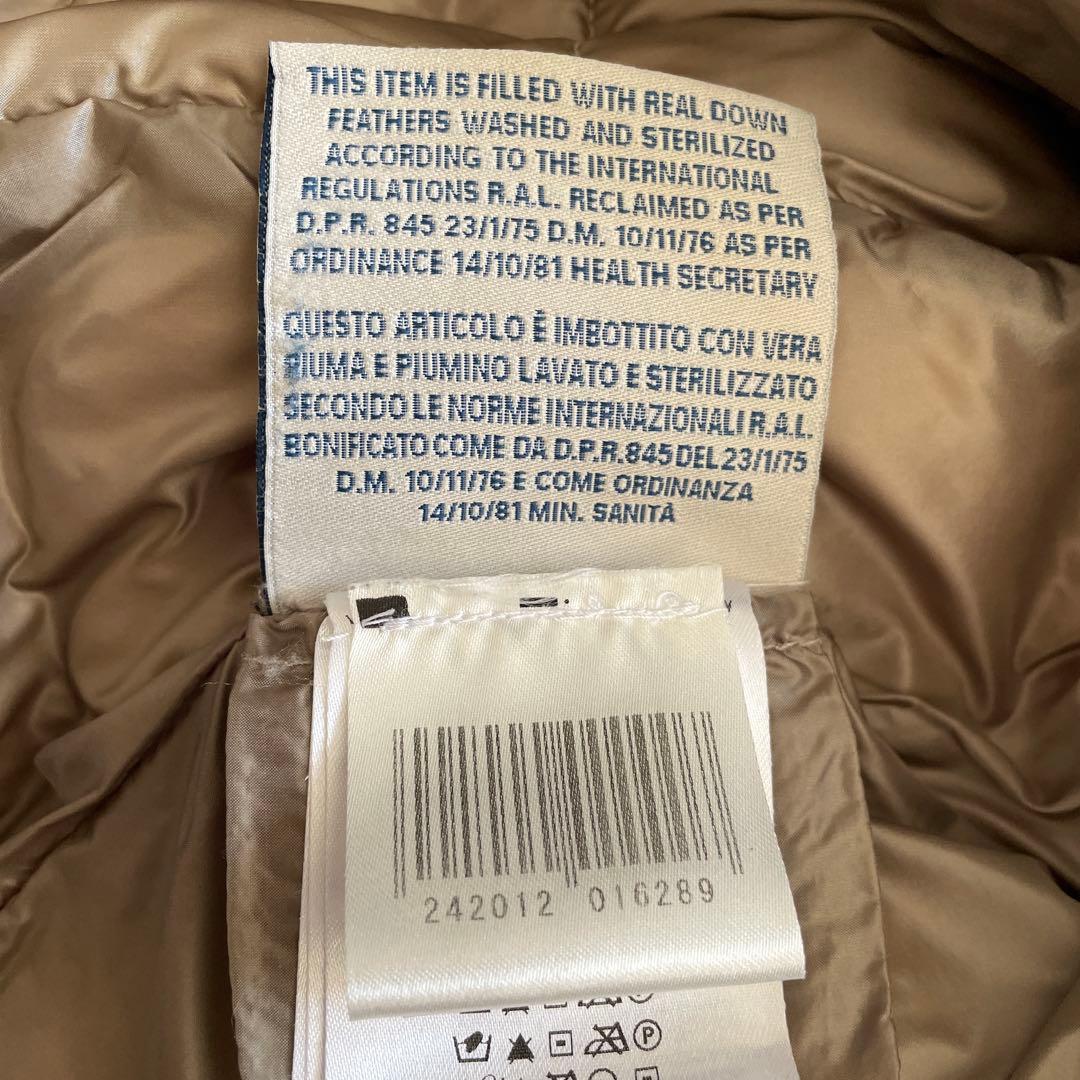 THIS ITEM IS FILLED WITH REAL DOWN
FEATHERS WASHED AND STERILIZED
ACCORDING TO THE INTERNATIONAL
REGULATIONS R.A.L. RECLAIMED AS PER
D.P.R. 845 23/1/75 D.M. 10/11/76 AS PER
ORDINANCE 14/10/81 HEALTH SECRETARY
QUESTO ARTICOLO È IMBOTTITO CON VERA
PIUMA E PIUMINO LAVATO E STERILIZZATO
SECONDO LE NORME INTERNAZIONALI R.A.L.
BONIFICATO COME DA D.P.R. 845 DEL 23/1/75
D.M. 10/11/76 E COME ORDINANZA
14/10/81 MIN. SANITÀ
242012 016289
P